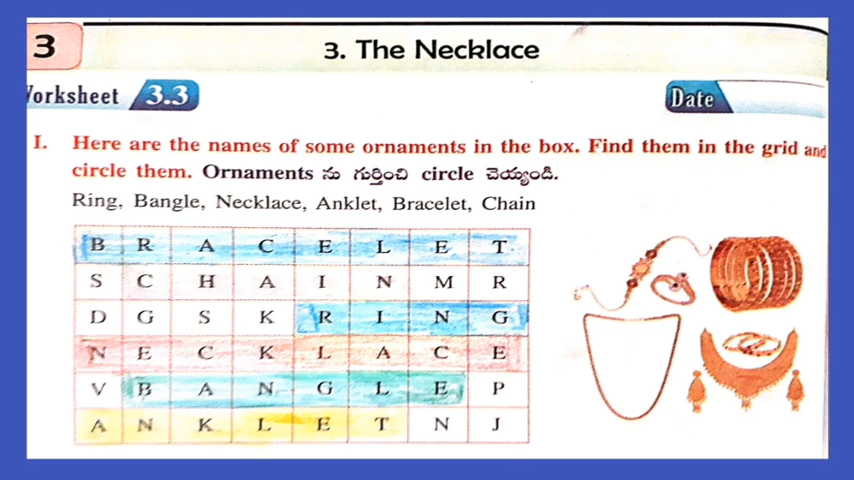 3
3. The Necklace
Worksheet 3.3
Date
I. Here are the names of some ornaments in the box. Find them in the grid and
circle them. Ornaments ను గుర్తించి circle చెయ్యండి.
Ring, Bangle, Necklace, Anklet, Bracelet, Chain
B R A C E L E T
S C H A I N M R
D G S K R I N G
N E C K L A C E
V B A N G L E P
A N K L E T N J